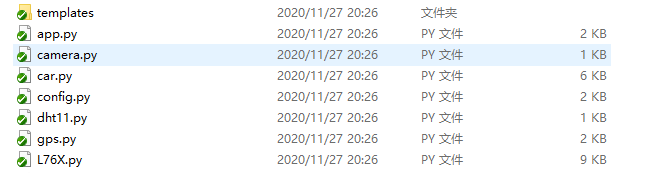 templates 2020/11/27 20:26 文件夹
app.py 2020/11/27 20:26 PY 文件 2 KB
camera.py 2020/11/27 20:26 PY 文件 1 KB
car.py 2020/11/27 20:26 PY 文件 6 KB
config.py 2020/11/27 20:26 PY 文件 2 KB
dht11.py 2020/11/27 20:26 PY 文件 1 KB
gps.py 2020/11/27 20:26 PY 文件 2 KB
L76X.py 2020/11/27 20:26 PY 文件 9 KB